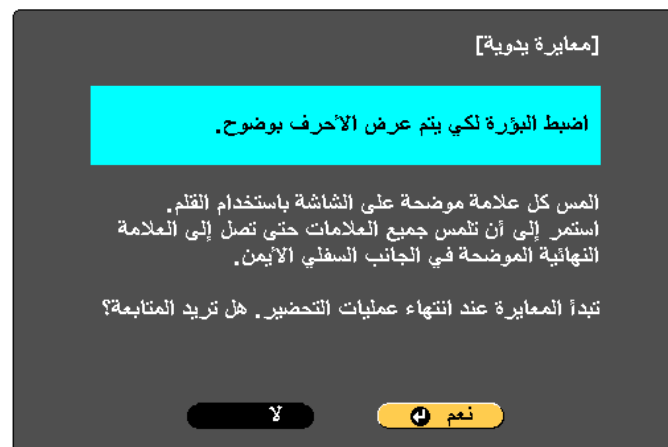 [معايرة يدوية]
اضبط البؤرة لكي يتم عرض الأحرف بوضوح.
المس كل علامة موضحة على الشاشة باستخدام القلم.
استمر إلى أن تلمس جميع العلامات حتى تصل إلى العلامة
النهائية الموضحة في الجانب السفلي الأيمن.
تبدأ المعايرة عند انتهاء عمليات التحضير. هل تريد المتابعة؟
نعم
لا